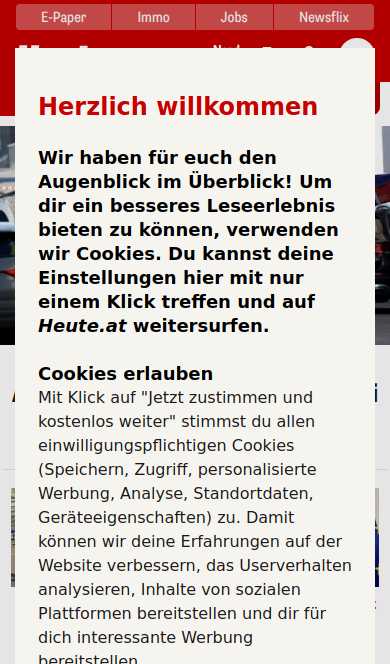 E-Paper Immo Jobs Newsflix
Herzlich willkommen
Wir haben für euch den
Augenblick im Überblick! Um
dir ein besseres Leseerlebnis
bieten zu können, verwenden
wir Cookies. Du kannst deine
Einstellungen hier mit nur
einem Klick treffen und auf
Heute.at weitersurfen.
Cookies erlauben
Mit Klick auf "Jetzt zustimmen und
kostenlos weiter" stimmst du allen
einwilligungspflichtigen Cookies
(Speichern, Zugriff, personalisierte
Werbung, Analyse, Standortdaten,
Geräteeigenschaften) zu. Damit
können wir deine Erfahrungen auf der
Website verbessern, das Userverhalten
analysieren, Inhalte von sozialen
Plattformen bereitstellen und dir für
dich interessante Werbung
bereitstellen